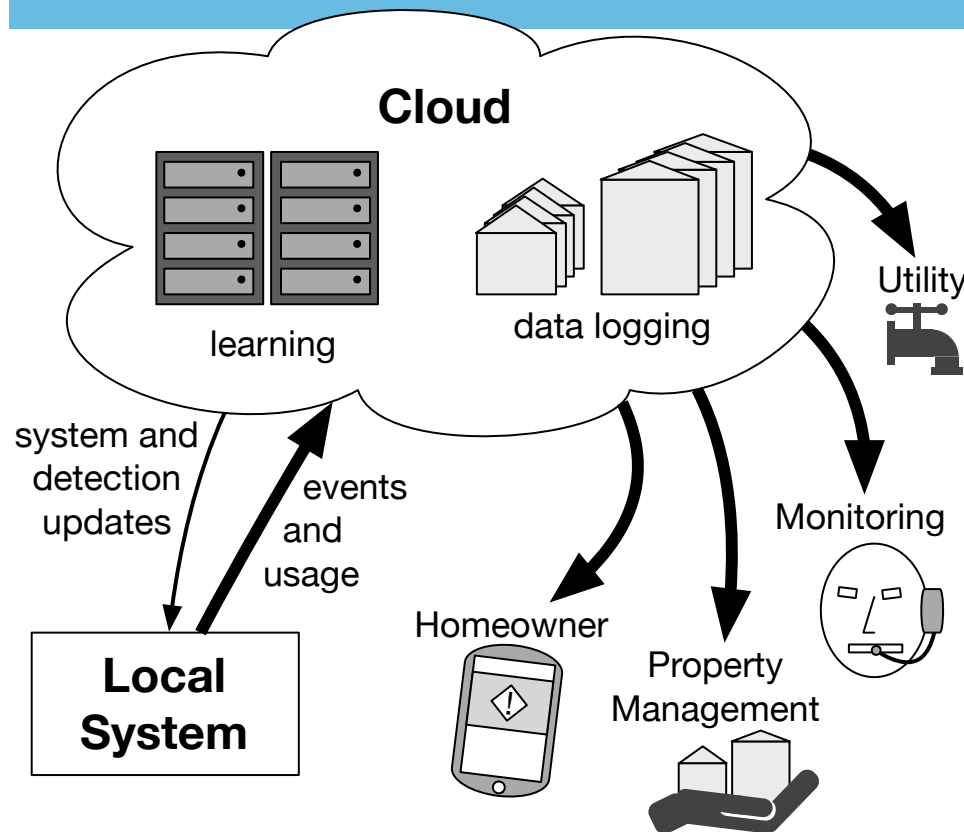 Cloud
learning
data logging
Utility
system and
detection
updates
events
and
usage
Monitoring
Homeowner
Property
Management
Local
System
!